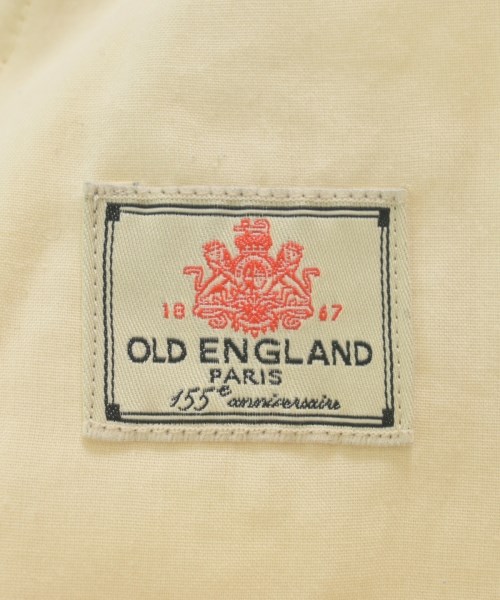 18 67
OLD ENGLAND
PARIS
155e anniversaire